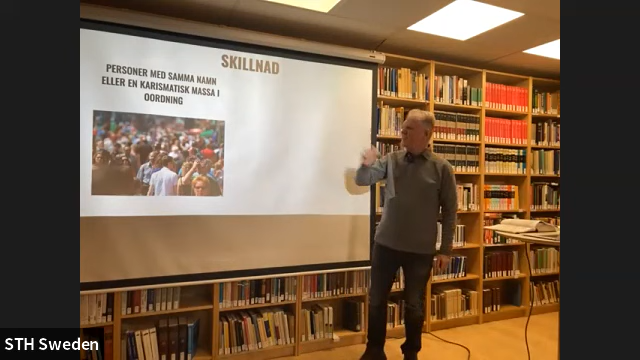 SKILLNAD
PERSONER MED SAMMA NAMN
ELLER EN KARISMATISK MASSA I
OORDNING
STH Sweden